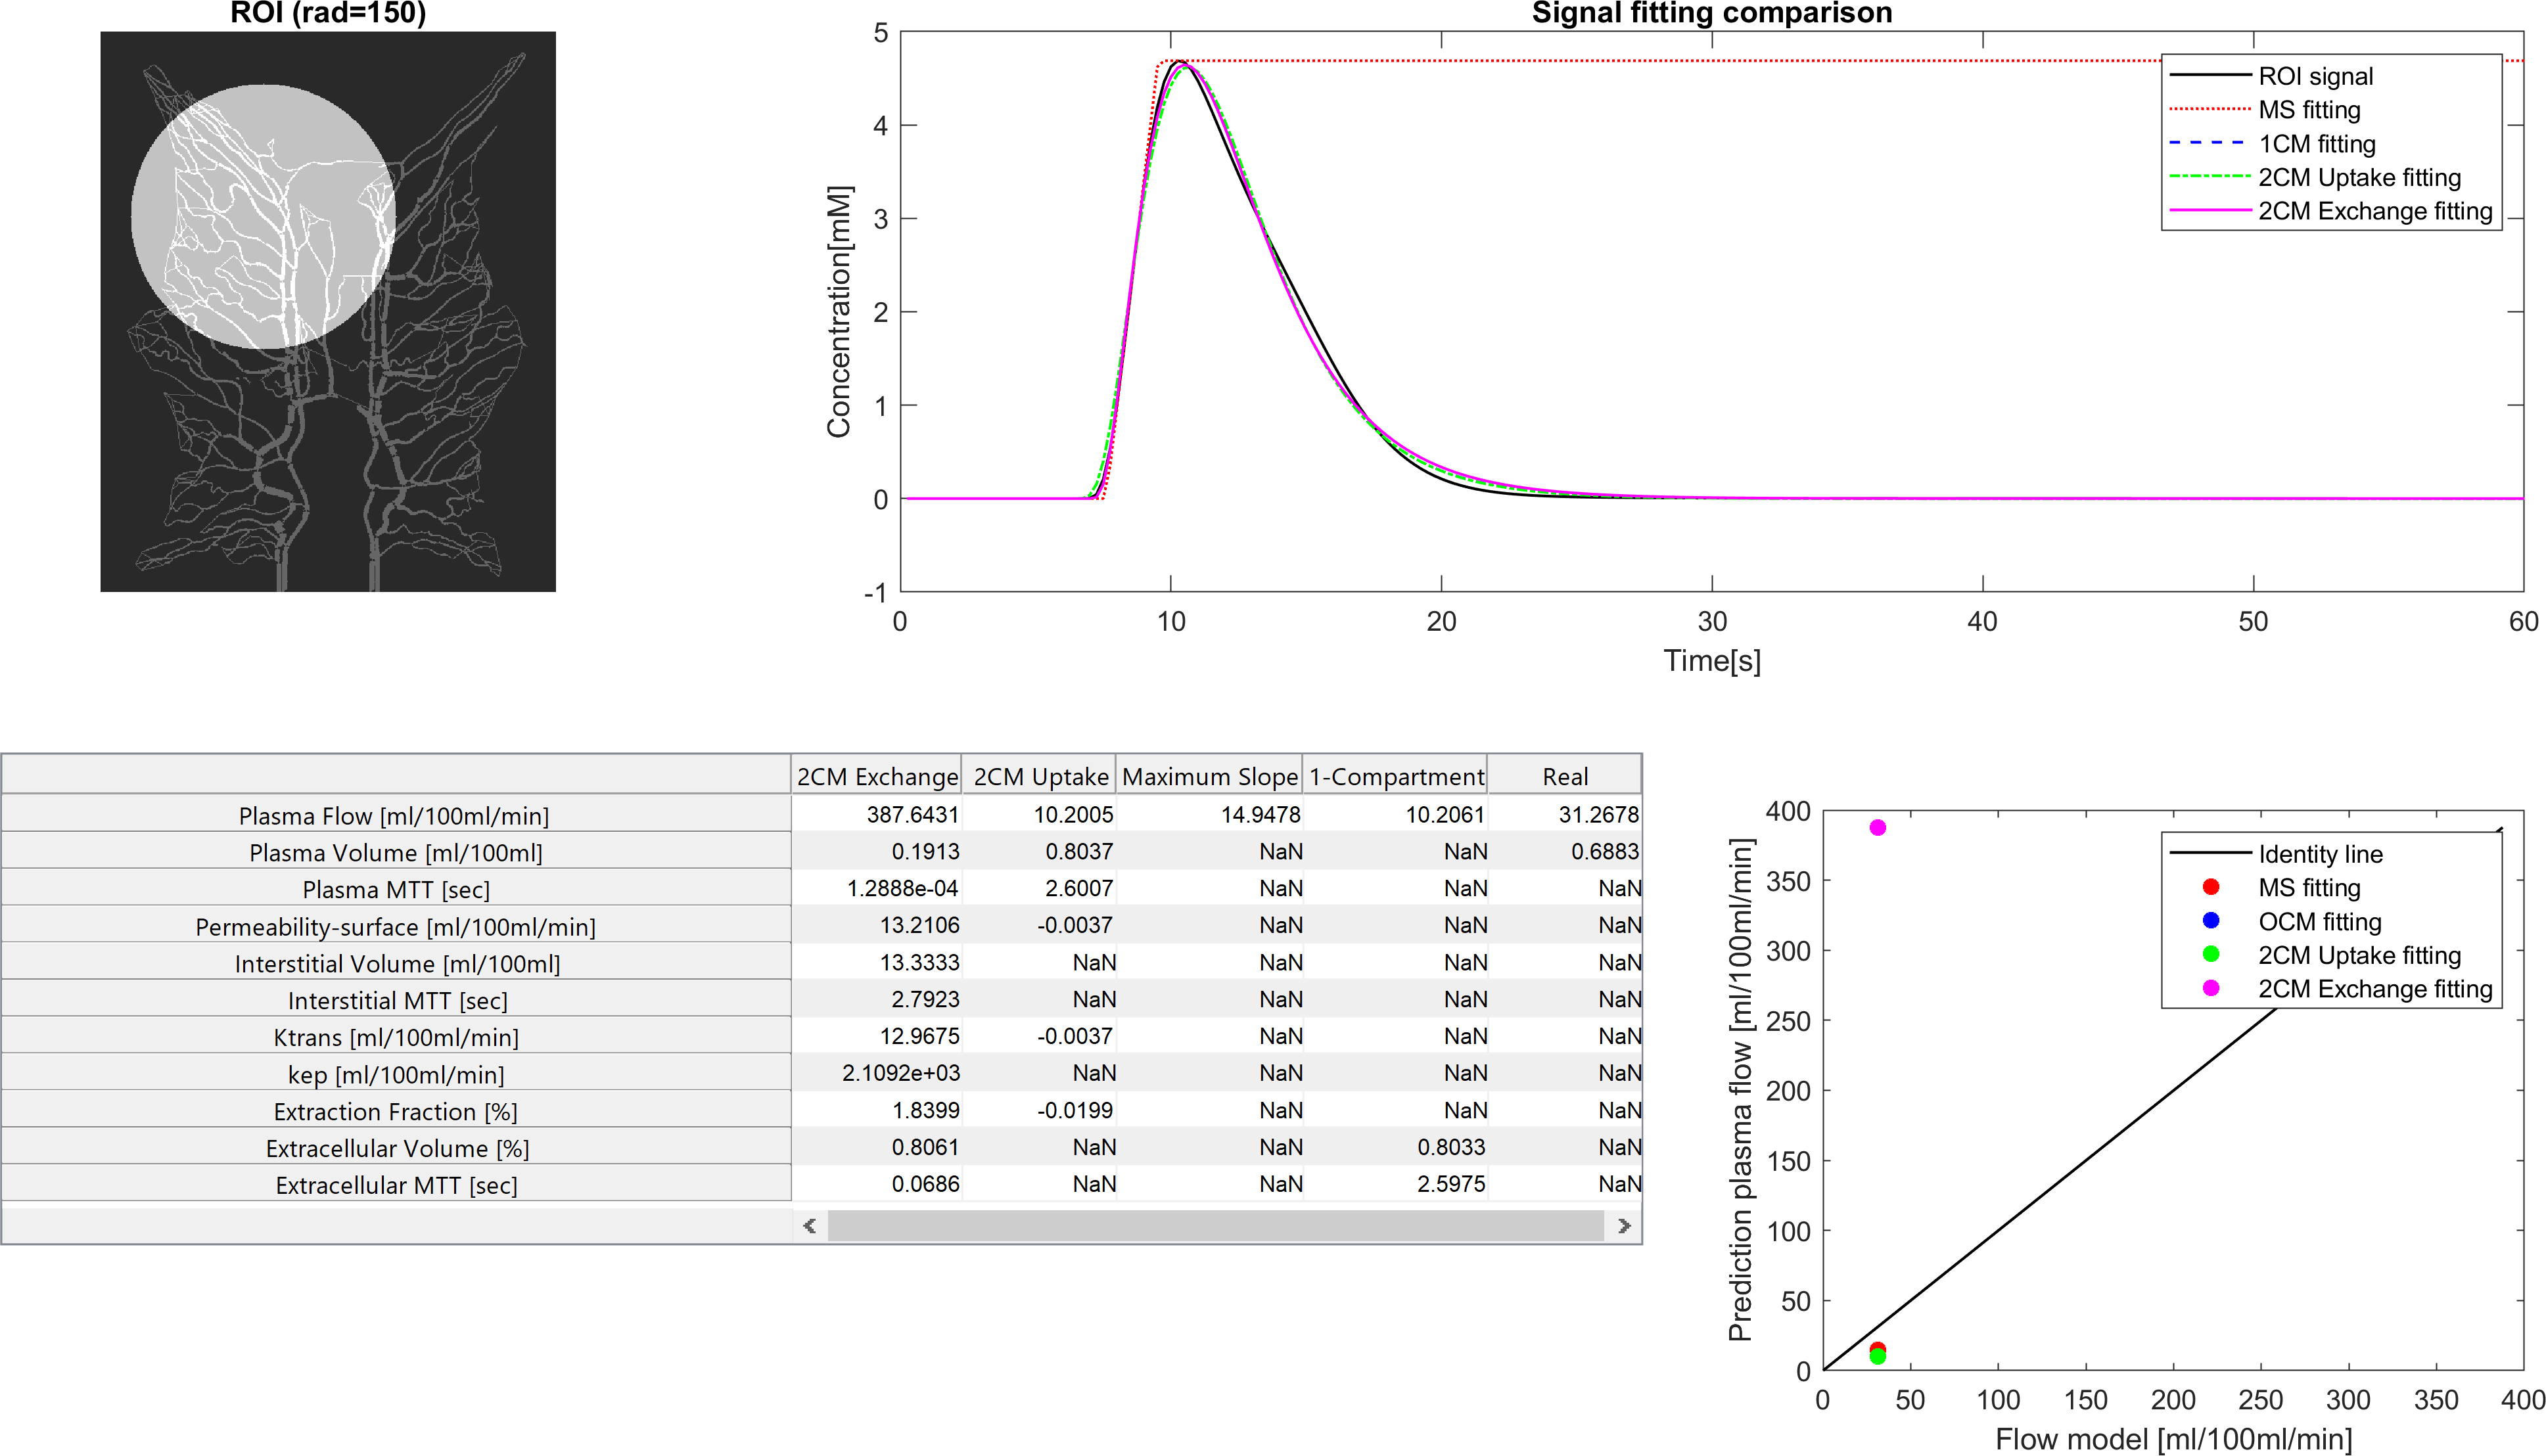 ROI (rad=150)
Signal fitting comparison
5
4
3
2
1
0
-1
Concentration[mM]
0 10 20 30 40 50 60
Time[s]
ROI signal
MS fitting
1CM fitting
2CM Uptake fitting
2CM Exchange fitting
2CM Exchange 2CM Uptake Maximum Slope 1-Compartment Real
Plasma Flow [ml/100ml/min] 387.6431 10.2005 14.9478 10.2061 31.2678
Plasma Volume [ml/100ml] 0.1913 0.8037 NaN NaN 0.6883
Plasma MTT [sec] 1.2888e-04 2.6007 NaN NaN NaN
Permeability-surface [ml/100ml/min] 13.2106 -0.0037 NaN NaN NaN
Interstitial Volume [ml/100ml] 13.3333 NaN NaN NaN NaN
Interstitial MTT [sec] 2.7923 NaN NaN NaN NaN
Ktrans [ml/100ml/min] 12.9675 -0.0037 NaN NaN NaN
kep [ml/100ml/min] 2.1092e+03 NaN NaN NaN NaN
Extraction Fraction [%] 1.8399 -0.0199 NaN NaN NaN
Extracellular Volume [%] 0.8061 NaN NaN 0.8033 NaN
Extracellular MTT [sec] 0.0686 NaN NaN 2.5975 NaN
400
350
300
250
200
150
100
50
0
Prediction plasma flow [ml/100ml/min]
0 50 100 150 200 250 300 350 400
Flow model [ml/100ml/min]
Identity line
MS fitting
OCM fitting
2CM Uptake fitting
2CM Exchange fitting